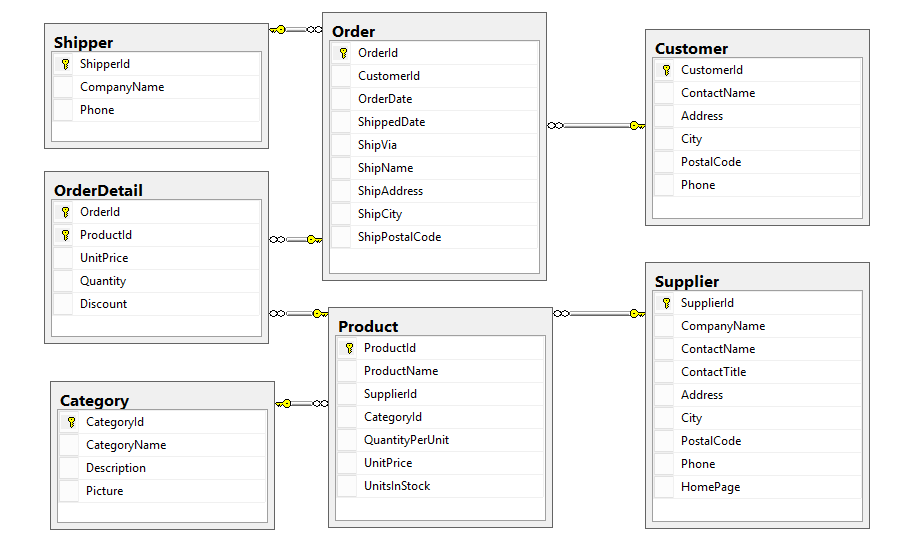 Shipper
ShipperId
CompanyName
Phone
Order
OrderId
CustomerId
OrderDate
ShippedDate
ShipVia
ShipName
ShipAddress
ShipCity
ShipPostalCode
Customer
CustomerId
ContactName
Address
City
PostalCode
Phone
OrderDetail
OrderId
ProductId
UnitPrice
Quantity
Discount
Product
ProductId
ProductName
SupplierId
CategoryId
QuantityPerUnit
UnitPrice
UnitsInStock
Supplier
SupplierId
CompanyName
ContactName
ContactTitle
Address
City
PostalCode
Phone
HomePage
Category
CategoryId
CategoryName
Description
Picture